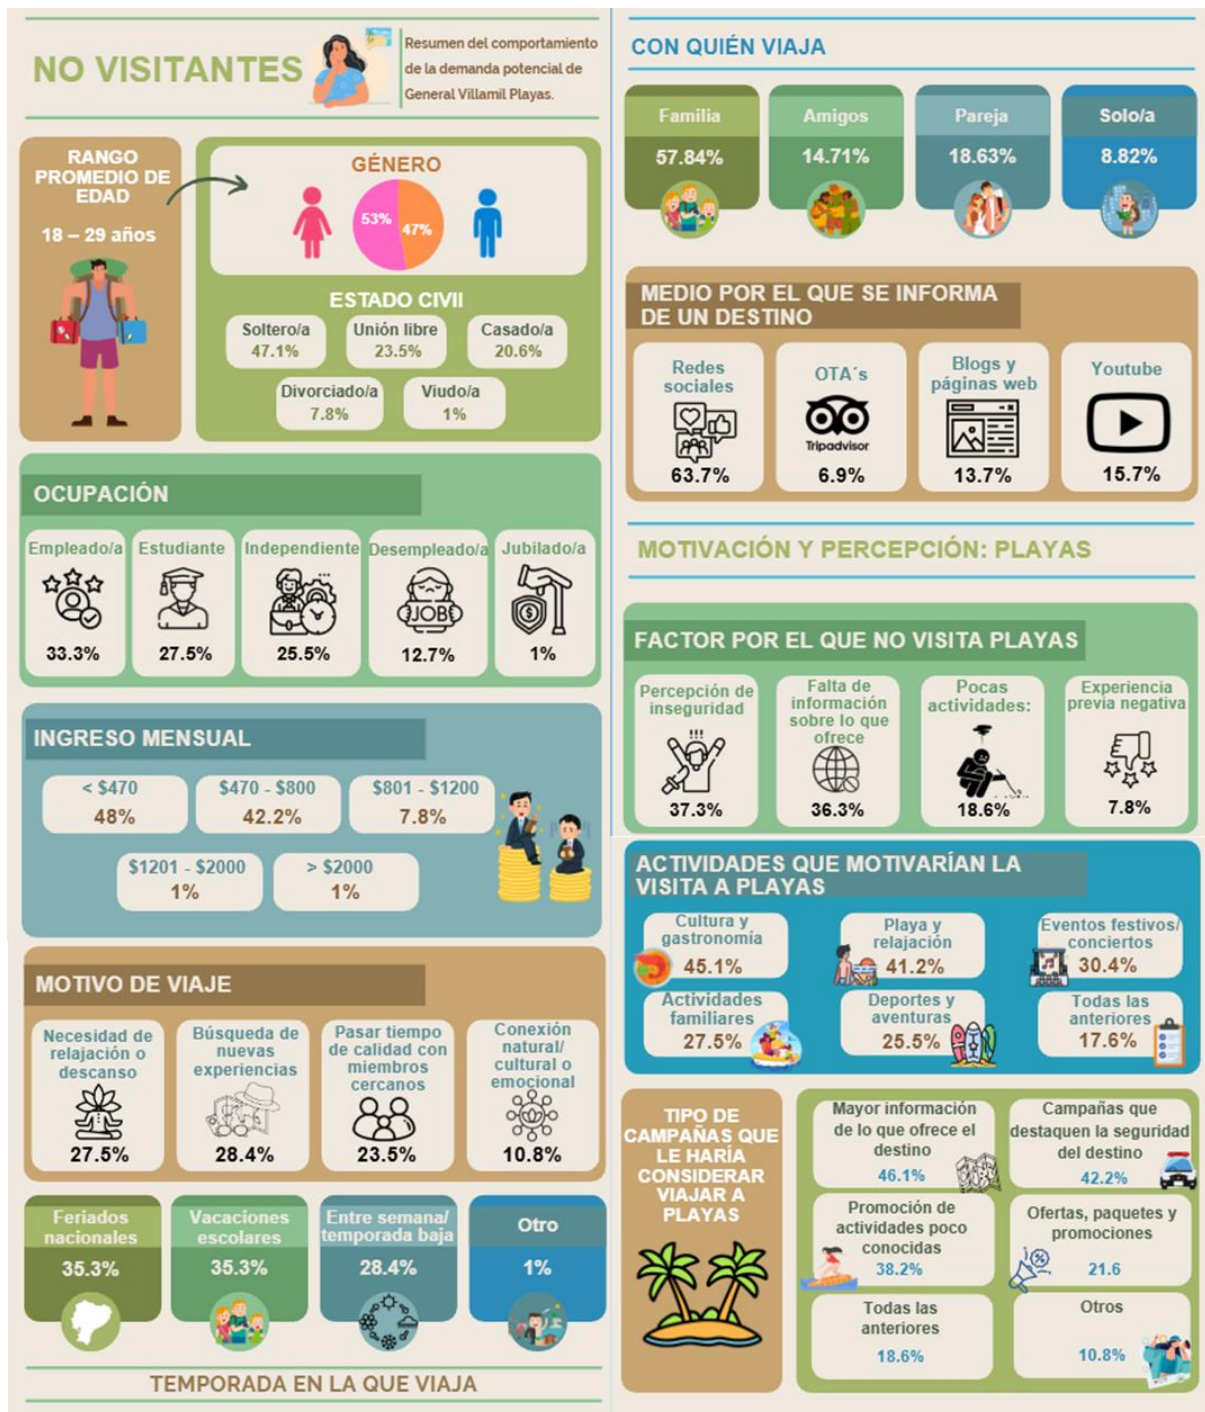 NO VISITANTES
Resumen del comportamiento
de la demanda potencial de
General Villamil Playas.
RANGO
PROMEDIO DE
EDAD
18 – 29 años
GÉNERO
53%
47%
ESTADO CIVIl
Soltero/a
47.1%
Unión libre
23.5%
Casado/a
20.6%
Divorciado/a
7.8%
Viudo/a
1%
OCUPACIÓN
Empleado/a
33.3%
Estudiante
27.5%
Independiente
25.5%
Desempleado/a
JOB
12.7%
Jubilado/a
$
1%
INGRESO MENSUAL
< $470
48%
$470 - $800
42.2%
$801 - $1200
7.8%
$1201 - $2000
1%
> $2000
1%
MOTIVO DE VIAJE
Necesidad de
relajación o
descanso
27.5%
Búsqueda de
nuevas
experiencias
28.4%
Pasar tiempo
de calidad con
miembros
cercanos
23.5%
Conexión
natural/
cultural o
emocional
10.8%
Feriados
nacionales
35.3%
Vacaciones
escolares
35.3%
Entre semana/
temporada baja
28.4%
Otro
1%
TEMPORADA EN LA QUE VIAJA
CON QUIÉN VIAJA
Familia
57.84%
Amigos
14.71%
Pareja
18.63%
Solo/a
8.82%
MEDIO POR EL QUE SE INFORMA
DE UN DESTINO
Redes
sociales
63.7%
OTA´s
Tripadvisor
6.9%
Blogs y
páginas web
13.7%
Youtube
15.7%
MOTIVACIÓN Y PERCEPCIÓN: PLAYAS
FACTOR POR EL QUE NO VISITA PLAYAS
Percepción de
inseguridad
!!!
37.3%
Falta de
información
sobre lo que
ofrece
36.3%
Pocas
actividades:
18.6%
Experiencia
previa negativa
7.8%
ACTIVIDADES QUE MOTIVARÍAN LA
VISITA A PLAYAS
Cultura y
gastronomía
45.1%
Playa y
relajación
41.2%
Eventos festivos/
conciertos
30.4%
Actividades
familiares
27.5%
Deportes y
aventuras
25.5%
Todas las
anteriores
17.6%
TIPO DE
CAMPAÑAS QUE
LE HARÍA
CONSIDERAR
VIAJAR A
PLAYAS
Mayor información
de lo que ofrece el
destino
46.1%
Campañas que
destaquen la seguridad
del destino
42.2%
Promoción de
actividades poco
conocidas
38.2%
Ofertas, paquetes y
promociones
%
21.6
Todas las
anteriores
18.6%
Otros
10.8%